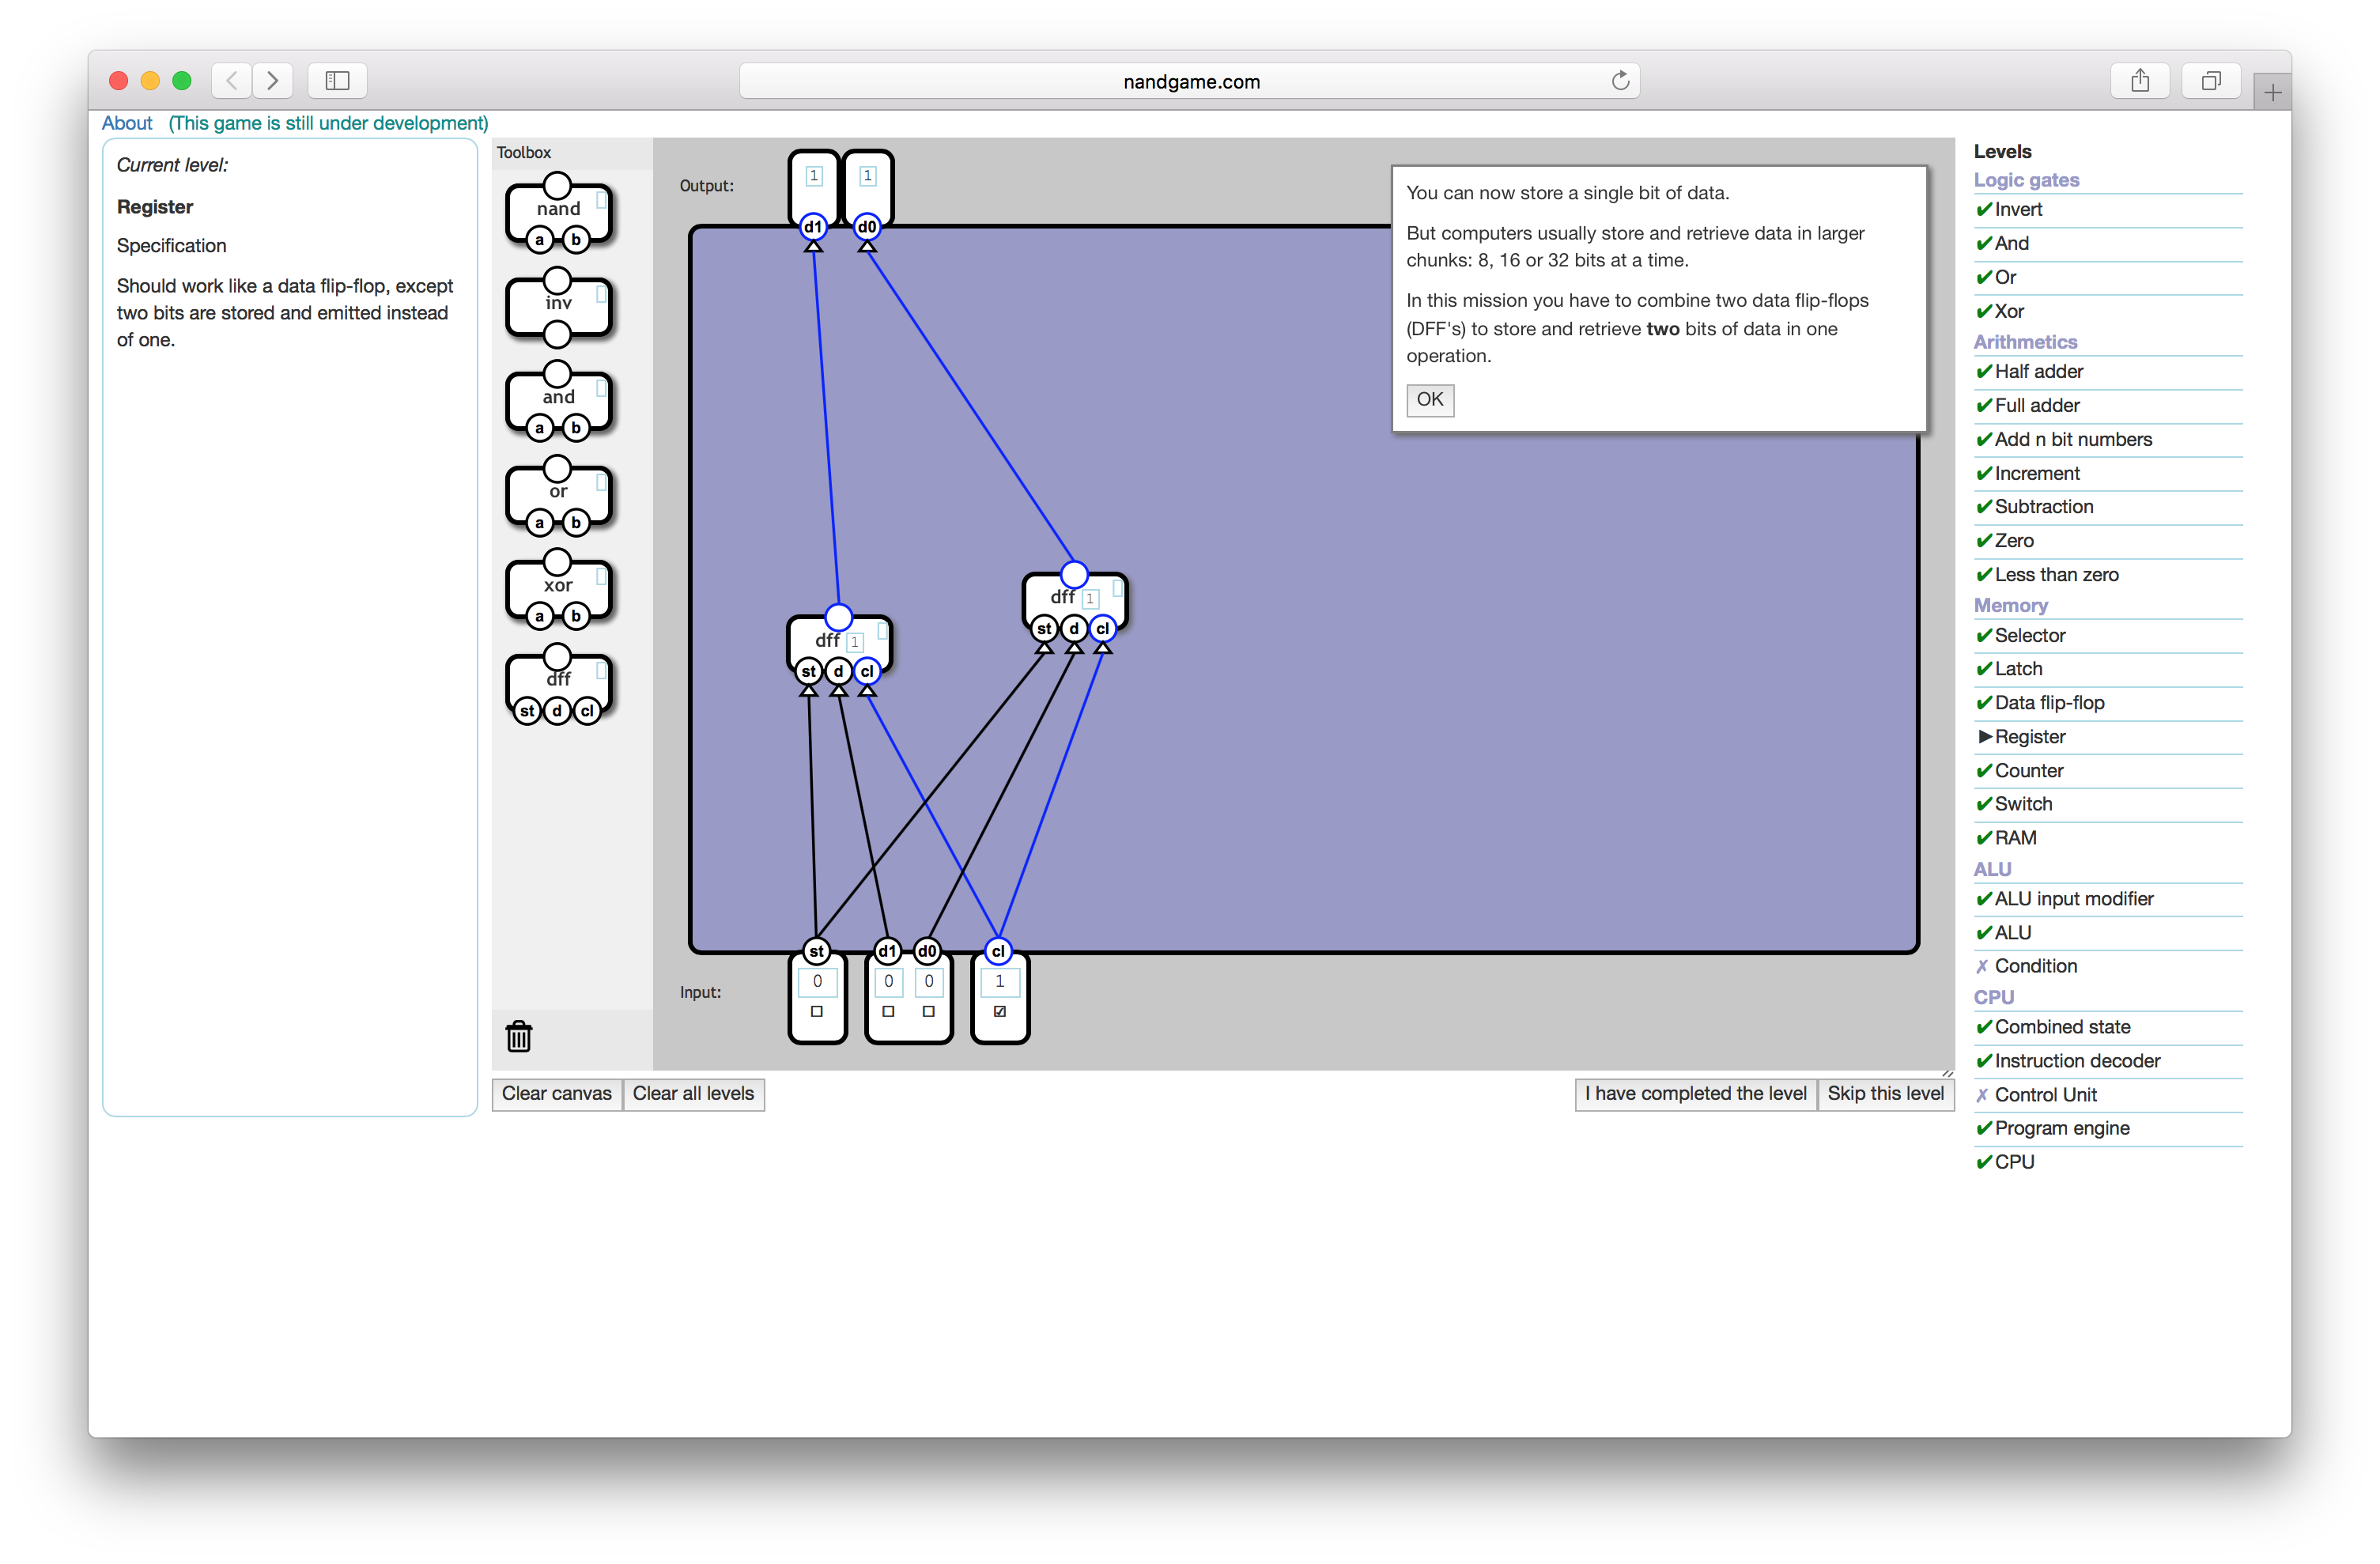 nandgame.com
About (This game is still under development)
Current level:
Register
Specification
Should work like a data flip-flop, except
two bits are stored and emitted instead
of one.
Toolbox
nand
a b
inv
and
a b
or
a b
xor
a b
dff
st d cl
Output:
1 1
d1 d0
You can now store a single bit of data.
But computers usually store and retrieve data in larger
chunks: 8, 16 or 32 bits at a time.
In this mission you have to combine two data flip-flops
(DFF's) to store and retrieve two bits of data in one
operation.
OK
dff 1
st d cl
dff 1
st d cl
st d1 d0 cl
Input:
0 0 0 1
Clear canvas Clear all levels
I have completed the level Skip this level
Levels
Logic gates
✔Invert
✔And
✔Or
✔Xor
Arithmetics
✔Half adder
✔Full adder
✔Add n bit numbers
✔Increment
✔Subtraction
✔Zero
✔Less than zero
Memory
✔Selector
✔Latch
✔Data flip-flop
▶Register
✔Counter
✔Switch
✔RAM
ALU
✔ALU input modifier
✔ALU
✗ Condition
CPU
✔Combined state
✔Instruction decoder
✗ Control Unit
✔Program engine
✔CPU